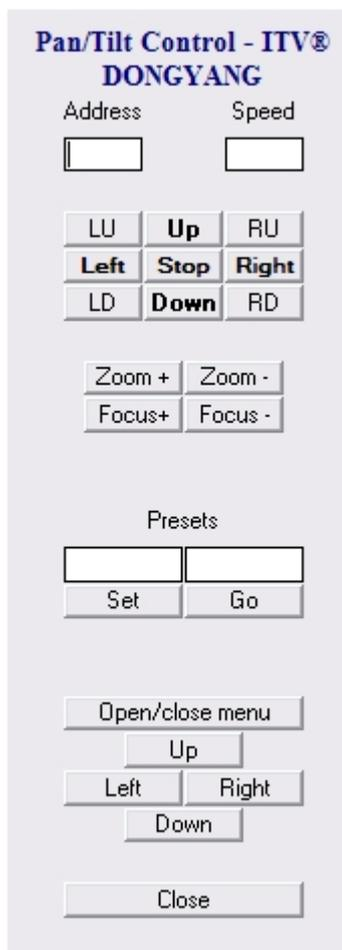 Pan/Tilt Control - ITV®
DONGYANG
Address Speed
LU Up RU
Left Stop Right
LD Down RD
Zoom + Zoom -
Focus+ Focus -
Presets
Set Go
Open/close menu
Up
Left Right
Down
Close